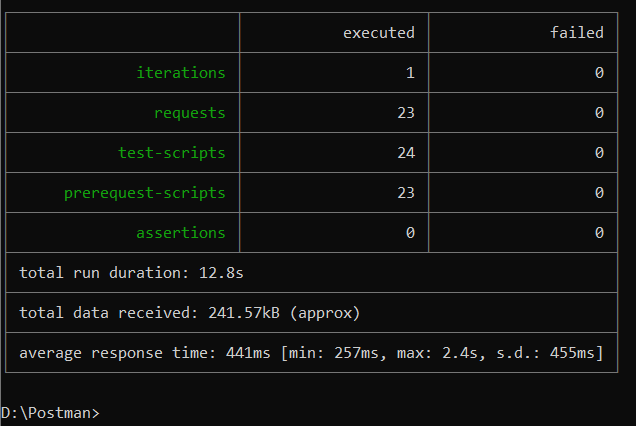 executed failed
iterations 1 0
requests 23 0
test-scripts 24 0
prerequest-scripts 23 0
assertions 0 0
total run duration: 12.8s
total data received: 241.57kB (approx)
average response time: 441ms [min: 257ms, max: 2.4s, s.d.: 455ms]
D:\Postman>